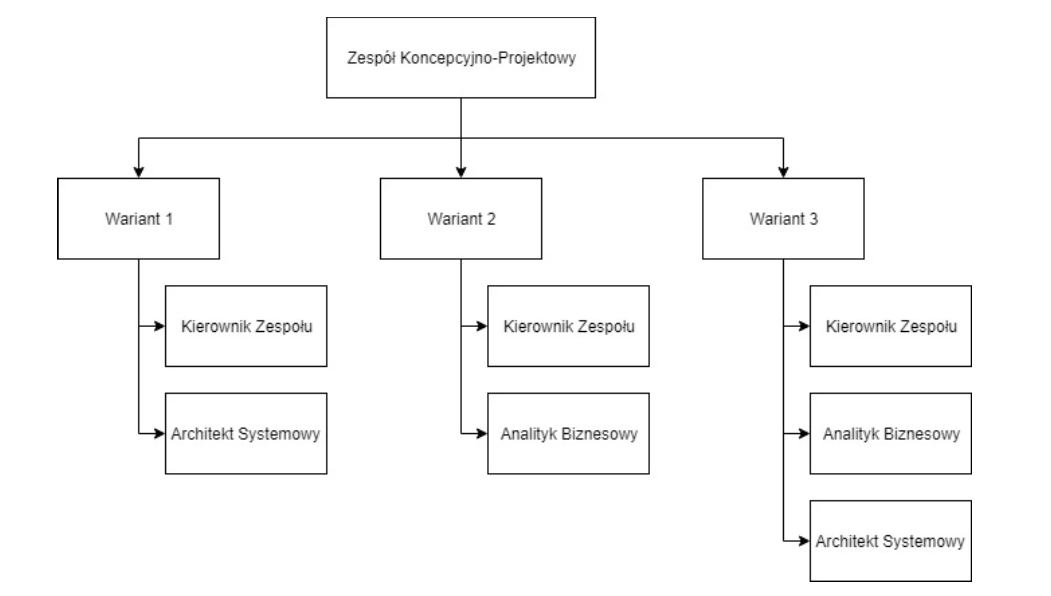 Zespół Koncepcyjno-Projektowy
Wariant 1
Wariant 2
Wariant 3
Kierownik Zespołu
Kierownik Zespołu
Kierownik Zespołu
Architekt Systemowy
Analityk Biznesowy
Analityk Biznesowy
Architekt Systemowy